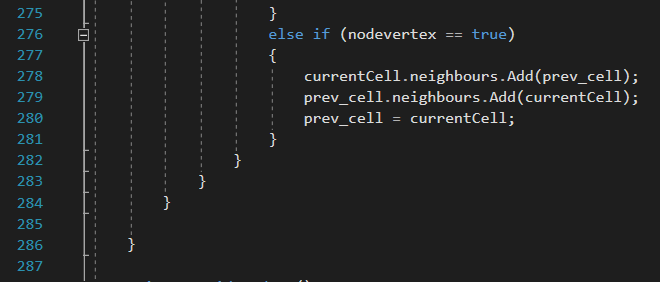 275 }
276 else if (nodevertex == true)
277 {
278 currentCell.neighbours.Add(prev_cell);
279 prev_cell.neighbours.Add(currentCell);
280 prev_cell = currentCell;
281 }
282 }
283 }
284 }
285
286 }
287